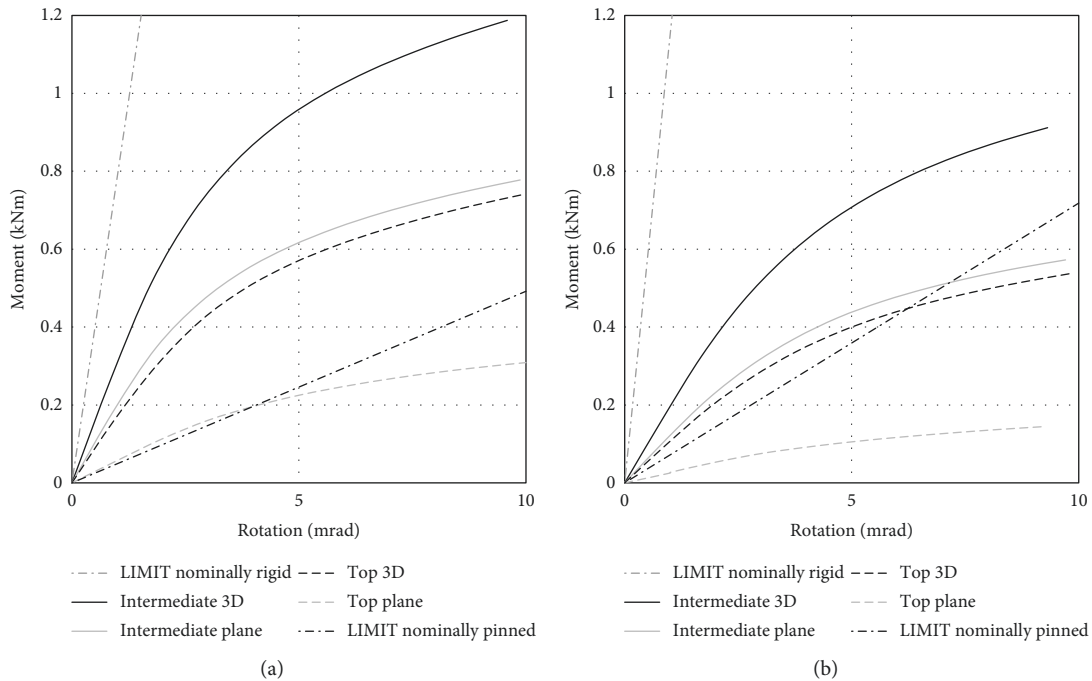 1.2
1
0.8
0.6
0.4
0.2
0
Moment (kNm)
0
5
10
Rotation (mrad)
LIMIT nominally rigid
Intermediate 3D
Intermediate plane
Top 3D
Top plane
LIMIT nominally pinned
(a)
1.2
1
0.8
0.6
0.4
0.2
0
Moment (kNm)
0
5
10
Rotation (mrad)
LIMIT nominally rigid
Intermediate 3D
Intermediate plane
Top 3D
Top plane
LIMIT nominally pinned
(b)